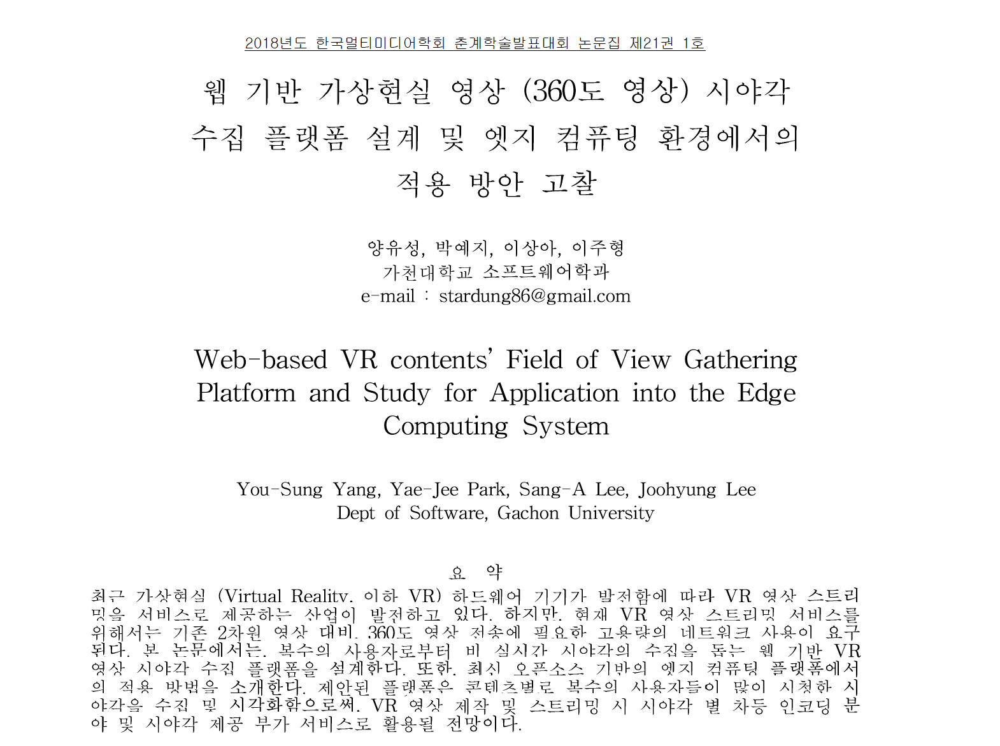 2018년도 한국멀티미디어학회 춘계학술발표대회 논문집 제21권 1호
웹 기반 가상현실 영상 (360도 영상) 시야각
수집 플랫폼 설계 및 엣지 컴퓨팅 환경에서의
적용 방안 고찰
양유성, 박예지, 이상아, 이주형
가천대학교 소프트웨어학과
e-mail : stardung86@gmail.com
Web-based VR contents' Field of View Gathering
Platform and Study for Application into the Edge
Computing System
You-Sung Yang, Yae-Jee Park, Sang-A Lee, Joohyung Lee
Dept of Software, Gachon University
요 약
최근 가상현실 (Virtual Reality, 이하 VR) 하드웨어 기기가 발전함에 따라 VR 영상 스트리
밍을 서비스로 제공하는 산업이 발전하고 있다. 하지만, 현재 VR 영상 스트리밍 서비스를
위해서는 기존 2차원 영상 대비, 360도 영상 전송에 필요한 고용량의 네트워크 사용이 요구
된다. 본 논문에서는, 복수의 사용자로부터 비 실시간 시야각의 수집을 돕는 웹 기반 VR
영상 시야각 수집 플랫폼을 설계한다. 또한, 최신 오픈소스 기반의 엣지 컴퓨팅 플랫폼에서
의 적용 방법을 소개한다. 제안된 플랫폼은 콘텐츠별로 복수의 사용자들이 많이 시청한 시
야각을 수집 및 시각화함으로써, VR 영상 제작 및 스트리밍 시 시야각 별 차등 인코딩 분
야 및 시야각 제공 부가 서비스로 활용될 전망이다.